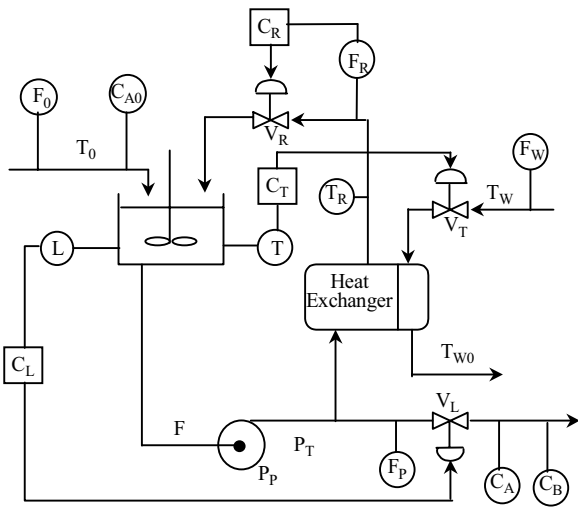 C_R
F_R
F_0
C_A0
V_R
T_0
F_W
C_T
T_R
T_W
V_T
L
T
Heat
Exchanger
T_W0
C_L
V_L
F
P_T
P_P
F_P
C_A
C_B